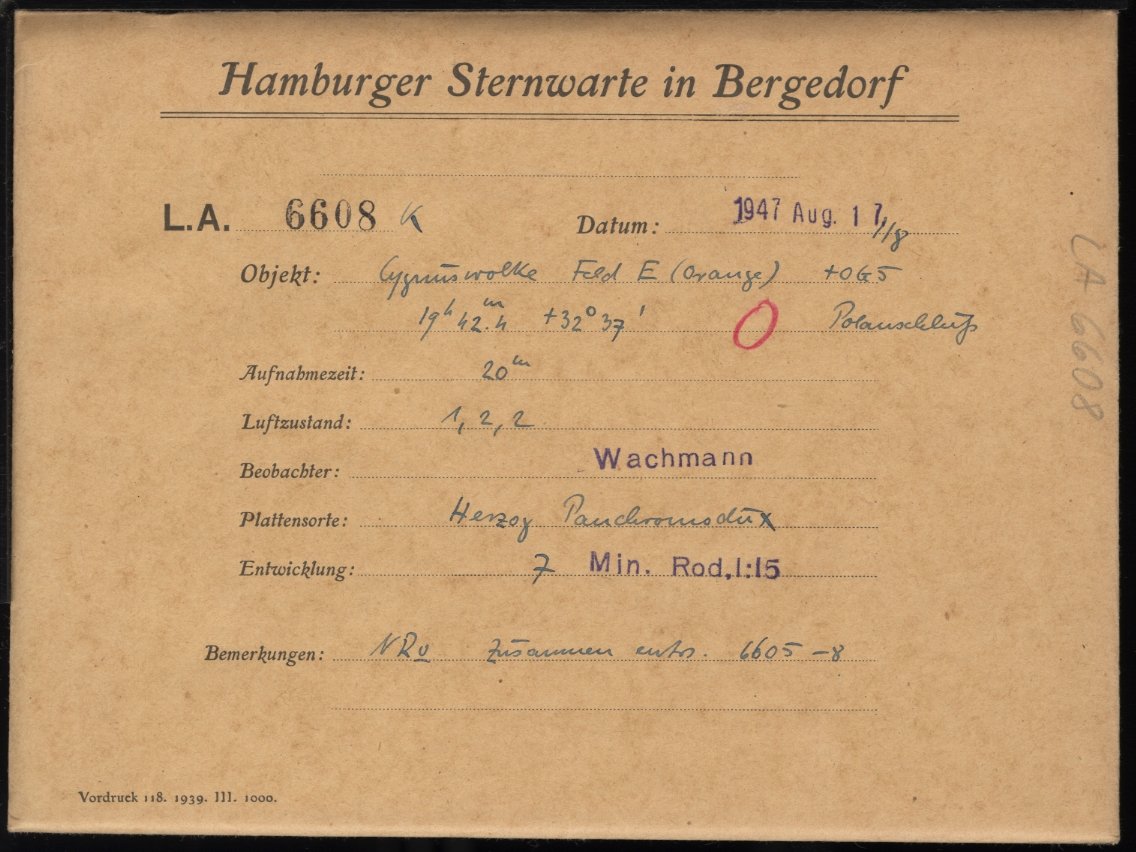 Hamburger Sternwarte in Bergedorf
L.A. 6608 K Datum: 1947 Aug. 17/18
Objekt: Cygnuswolke Feld E (Orange) +OG5
19h 42.m4 +32° 37' O Polanschluß
Aufnahmezeit: 20m
Luftzustand: 1, 2, 2
Beobachter: Wachmann
Plattensorte: Herzog Panchromodux
Entwicklung: 7 Min. Rod. 1:15
Bemerkungen: zusammen entw. 6605-8
Vordruck 118. 1939. III. 1000.
LA 6608